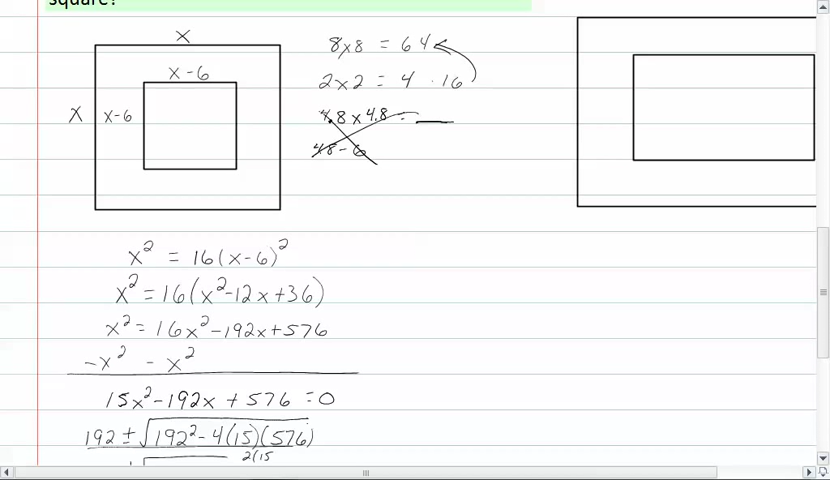 square?
x
x-6
x
x-6
8x8 = 64
2x2 = 4 ·16
4.8 x 4.8 =
4.8 - 6
x² = 16(x-6)²
x² = 16(x²-12x+36)
x² = 16x²-192x+576
-x² -x²
15x²-192x+576 = 0
192 ± √192²-4(15)(576)
2(15